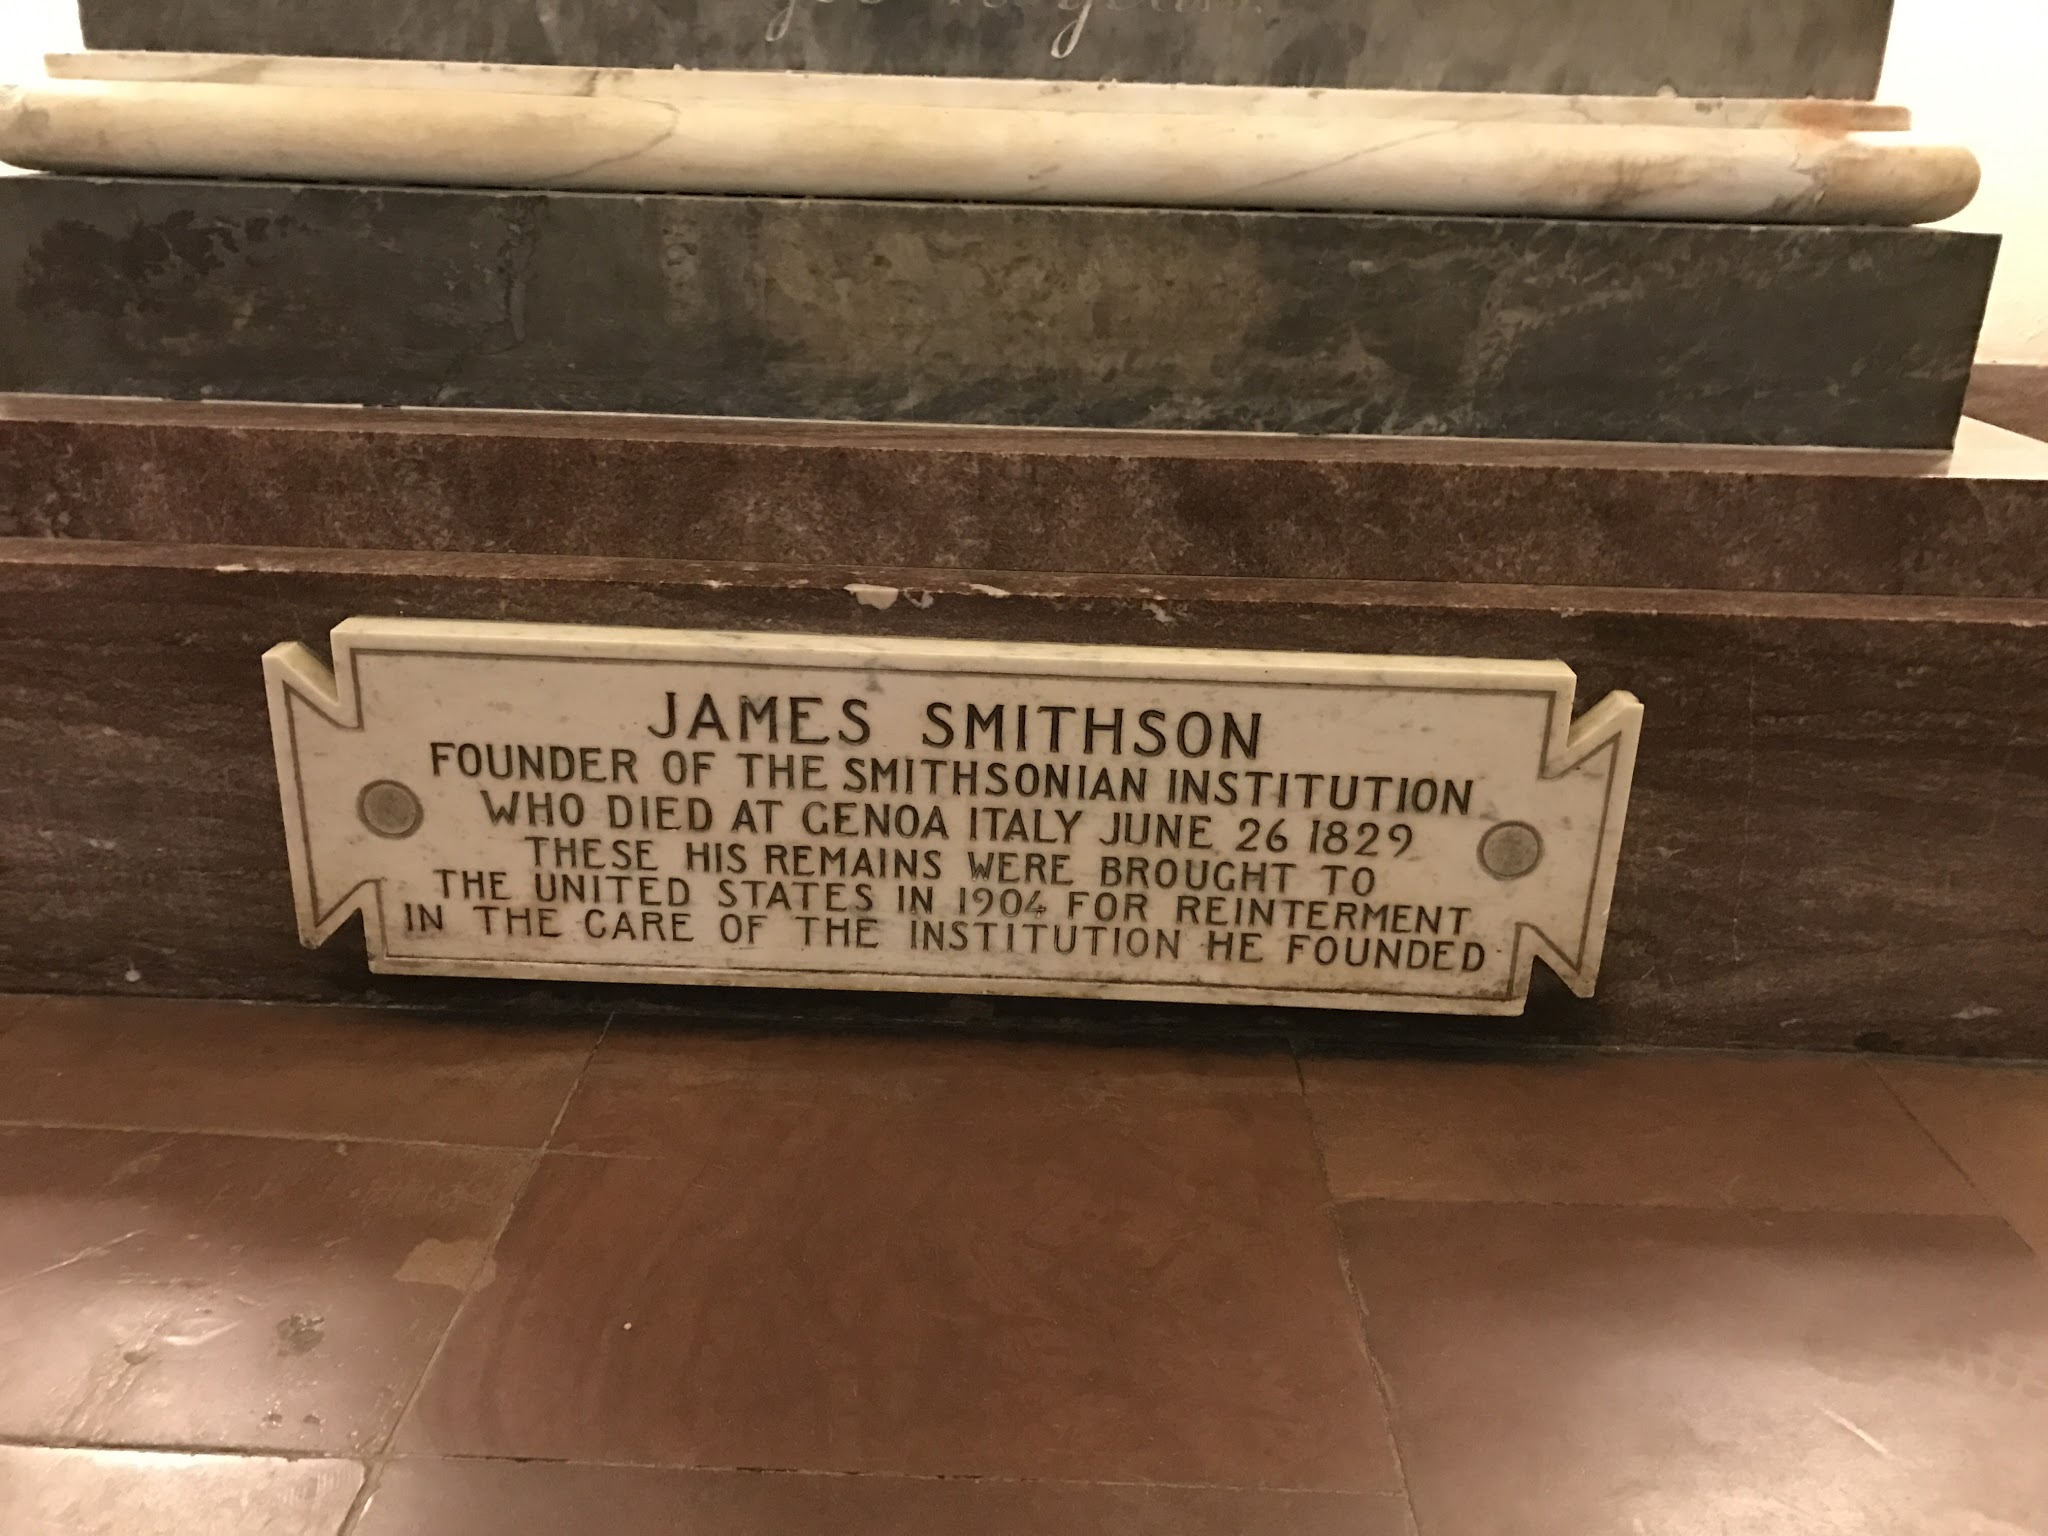 JAMES SMITHSON
FOUNDER OF THE SMITHSONIAN INSTITUTION
WHO DIED AT GENOA ITALY JUNE 26 1829
THESE HIS REMAINS WERE BROUGHT TO
THE UNITED STATES IN 1904 FOR REINTERMENT
IN THE CARE OF THE INSTITUTION HE FOUNDED